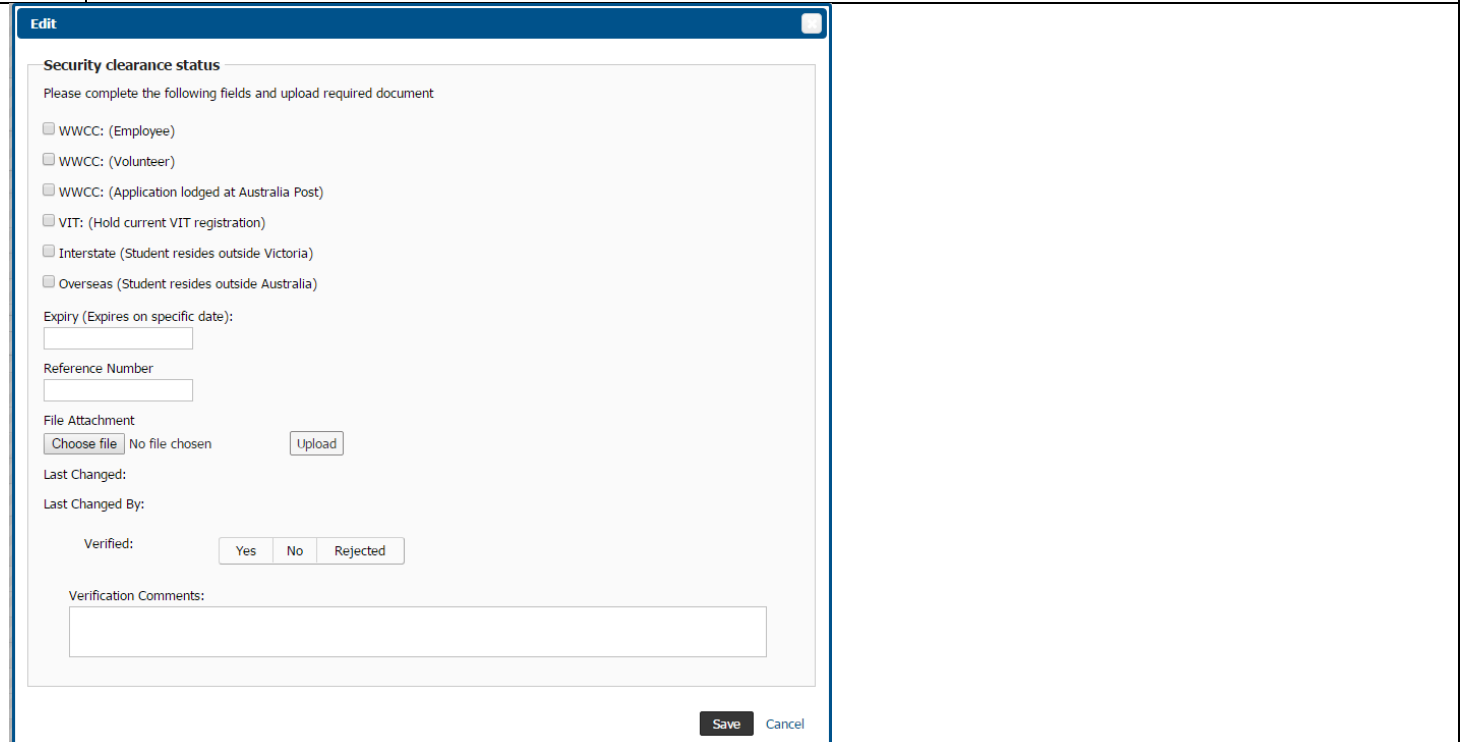 Edit
Security clearance status
Please complete the following fields and upload required document
WWCC: (Employee)
WWCC: (Volunteer)
WWCC: (Application lodged at Australia Post)
VIT: (Hold current VIT registration)
Interstate (Student resides outside Victoria)
Overseas (Student resides outside Australia)
Expiry (Expires on specific date):
Reference Number
File Attachment
Choose file No file chosen Upload
Last Changed:
Last Changed By:
Verified: Yes No Rejected
Verification Comments:
Save Cancel